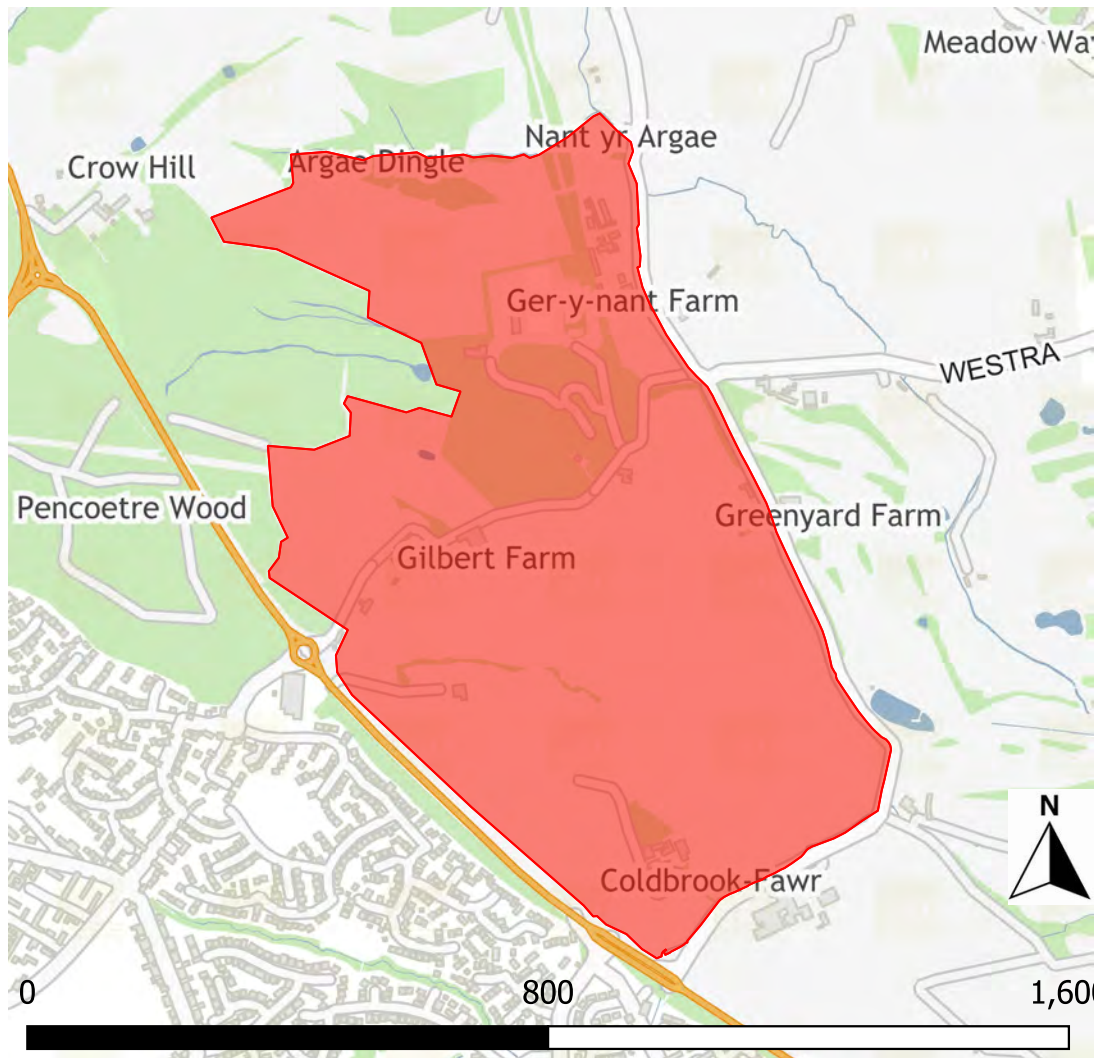 Meadow Way
Nant yr Argae
Crow Hill
Argae Dingle
Ger-y-nant Farm
WESTRA
Pencoetre Wood
Greenyard Farm
Gilbert Farm
N
Coldbrook-Fawr
0 800 1,600